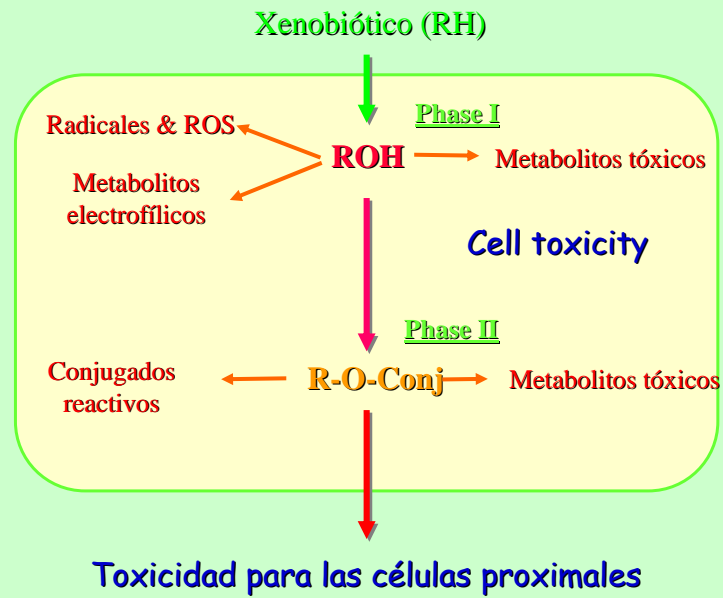 Xenobiótico (RH)
Phase I
Radicales & ROS
ROH
Metabolitos tóxicos
Metabolitos
electrofílicos
Cell toxicity
Phase II
Conjugados
reactivos
R-O-Conj
Metabolitos tóxicos
Toxicidad para las células proximales